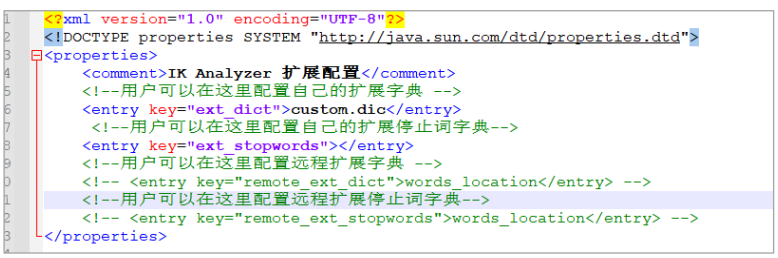 1 <?xml version="1.0" encoding="UTF-8"?>
2 <!DOCTYPE properties SYSTEM "http://java.sun.com/dtd/properties.dtd">
3 <properties>
4     <comment>IK Analyzer 扩展配置</comment>
5     <!--用户可以在这里配置自己的扩展字典 -->
6     <entry key="ext_dict">custom.dic</entry>
7      <!--用户可以在这里配置自己的扩展停止词字典-->
8     <entry key="ext_stopwords"></entry>
9     <!--用户可以在这里配置远程扩展字典 -->
0     <!-- <entry key="remote_ext_dict">words_location</entry> -->
1     <!--用户可以在这里配置远程扩展停止词字典-->
2     <!-- <entry key="remote_ext_stopwords">words_location</entry> -->
3 </properties>